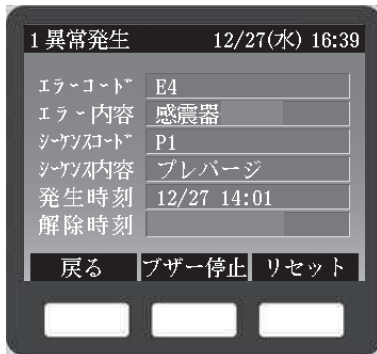 1 異常発生 12/27(水) 16:39
エラーコード E4
エラー内容 感震器
シーケンスコード P1
シーケンス内容 プレパージ
発生時刻 12/27 14:01
解除時刻
戻る ブザー停止 リセット